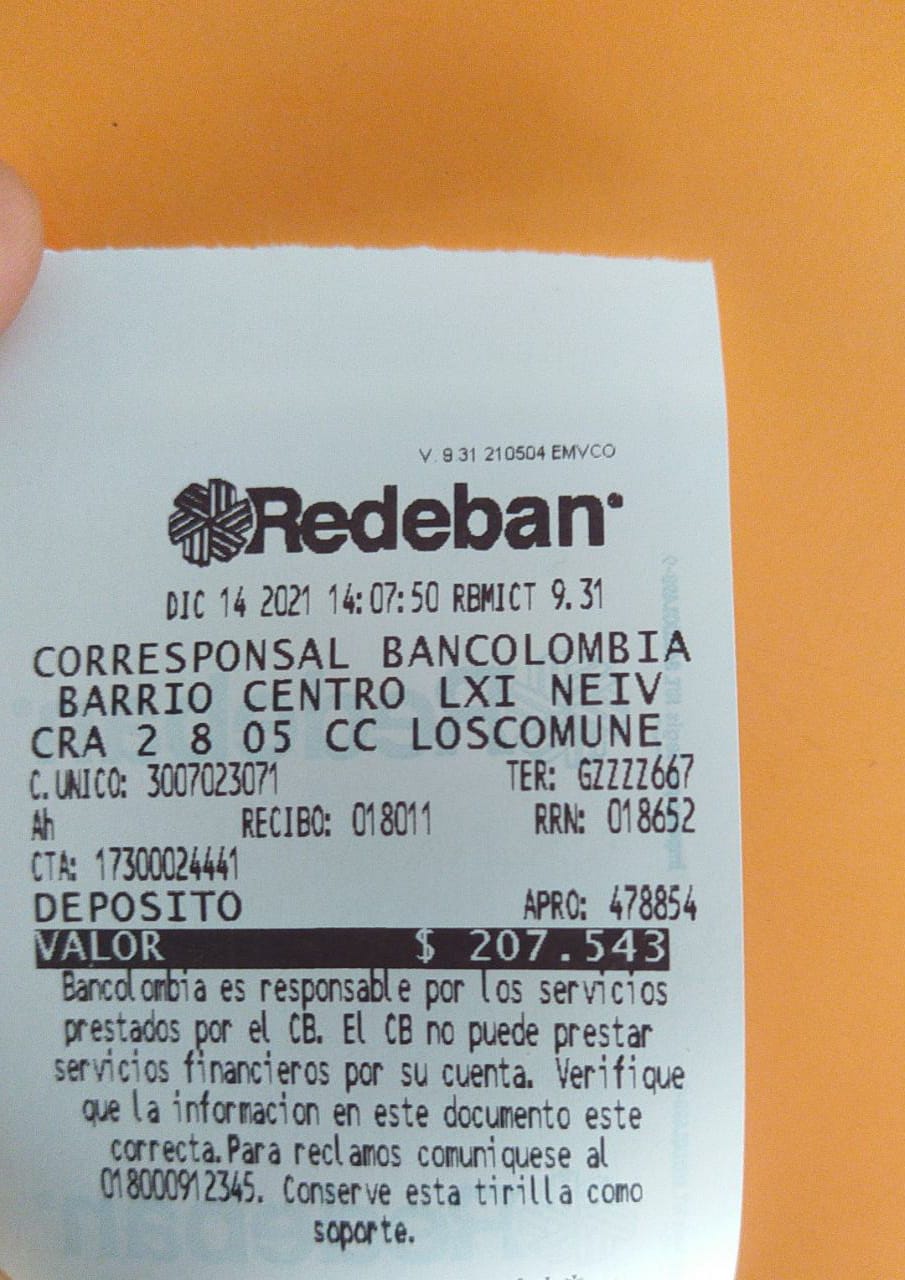 V. 9.31 210504 EMVCO
Redeban
DIC 14 2021 14:07:50 RBMICT 9.31
CORRESPONSAL BANCOLOMBIA
BARRIO CENTRO LXI NEIV
CRA 2 8 05 CC LOSCOMUNE
C. UNICO: 3007023071 TER: GZZZZ667
Ah RECIBO: 018011 RRN: 018652
CTA: 17300024441
DEPOSITO APRO: 478854
VALOR $ 207.543
Bancolombia es responsable por los servicios
prestados por el CB. El CB no puede prestar
servicios financieros por su cuenta. Verifique
que la informacion en este documento este
correcta. Para reclamos comuniquese al
018000912345. Conserve esta tirilla como
soporte.